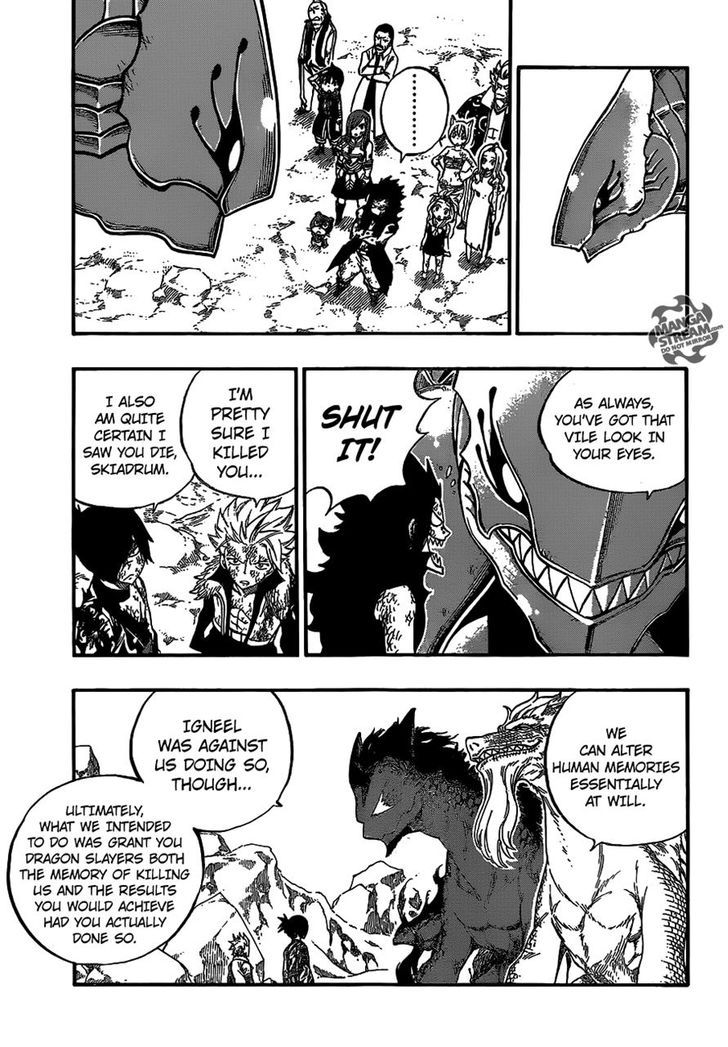 MANGA
STREAM.com
DO NOT MIRROR!
.........
AS ALWAYS,
YOU'VE GOT THAT
VILE LOOK IN
YOUR EYES.
SHUT
IT!
I'M
PRETTY
SURE I
KILLED
YOU...
I ALSO
AM QUITE
CERTAIN I
SAW YOU DIE,
SKIADRUM.
WE
CAN ALTER
HUMAN MEMORIES
ESSENTIALLY
AT WILL.
IGNEEL
WAS AGAINST
US DOING SO,
THOUGH...
ULTIMATELY,
WHAT WE INTENDED
TO DO WAS GRANT YOU
DRAGON SLAYERS BOTH
THE MEMORY OF KILLING
US AND THE RESULTS
YOU WOULD ACHIEVE
HAD YOU ACTUALLY
DONE SO.